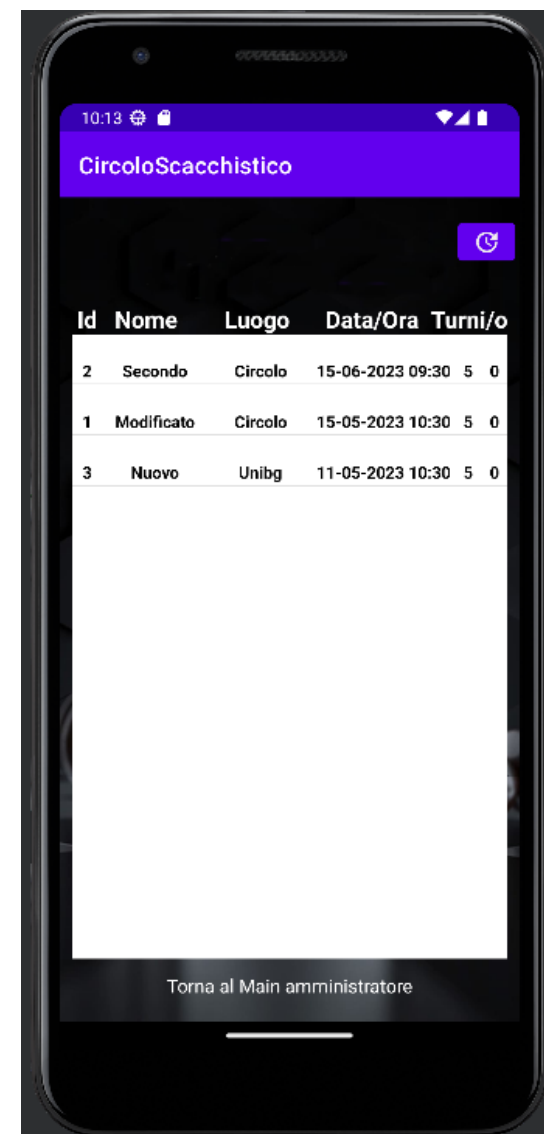 10:13
CircoloScacchistico
Id Nome Luogo Data/Ora Turni/o
2 Secondo Circolo 15-06-2023 09:30 5 0
1 Modificato Circolo 15-05-2023 10:30 5 0
3 Nuovo Unibg 11-05-2023 10:30 5 0
Torna al Main amministratore